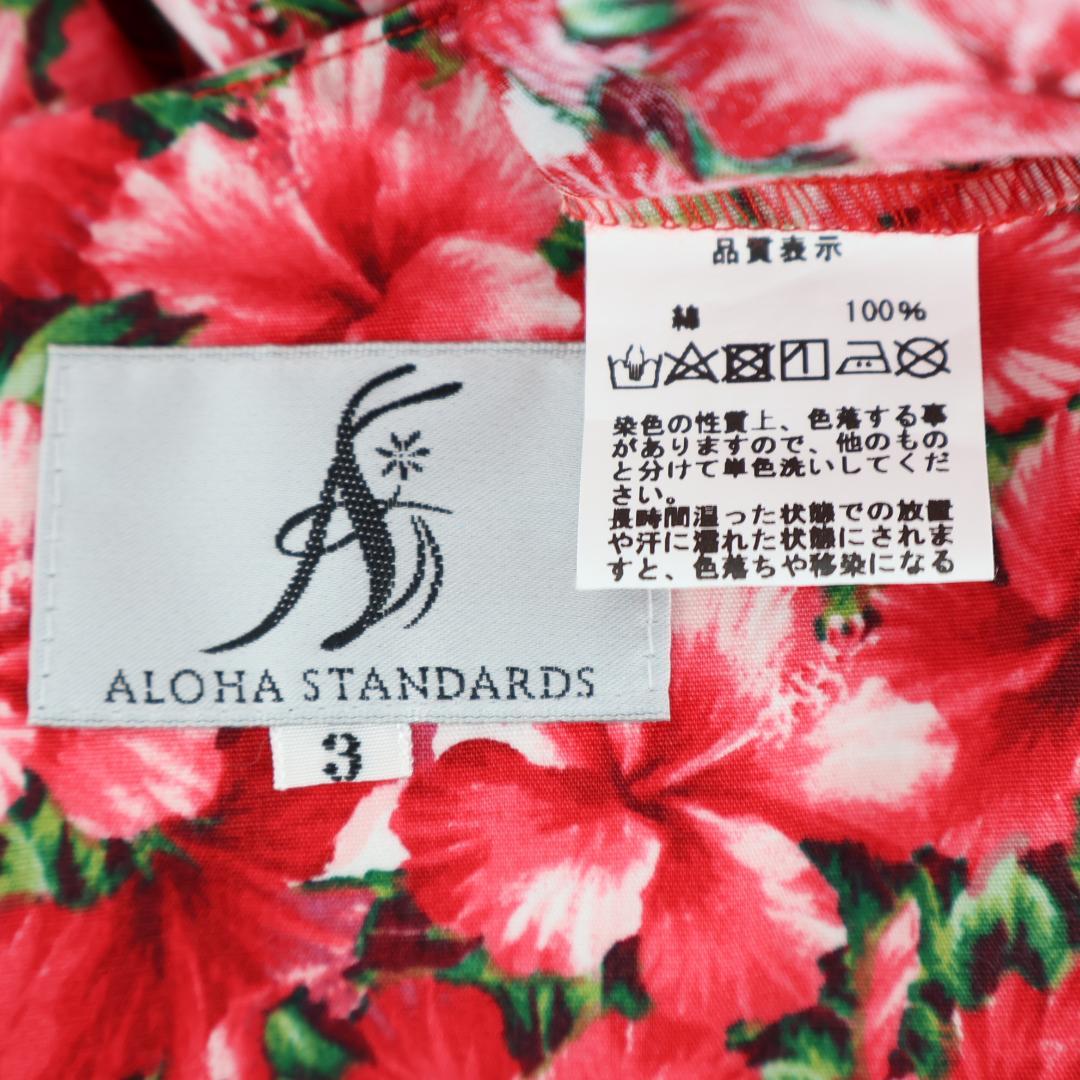 ALOHA STANDARDS
3
品質表示
綿 100%
染色の性質上、色落する事
がありますので、他のもの
と分けて単色洗いしてくだ
さい。
長時間湿った状態での放置
や汗に濡れた状態にされま
すと、色落ちや移染になる